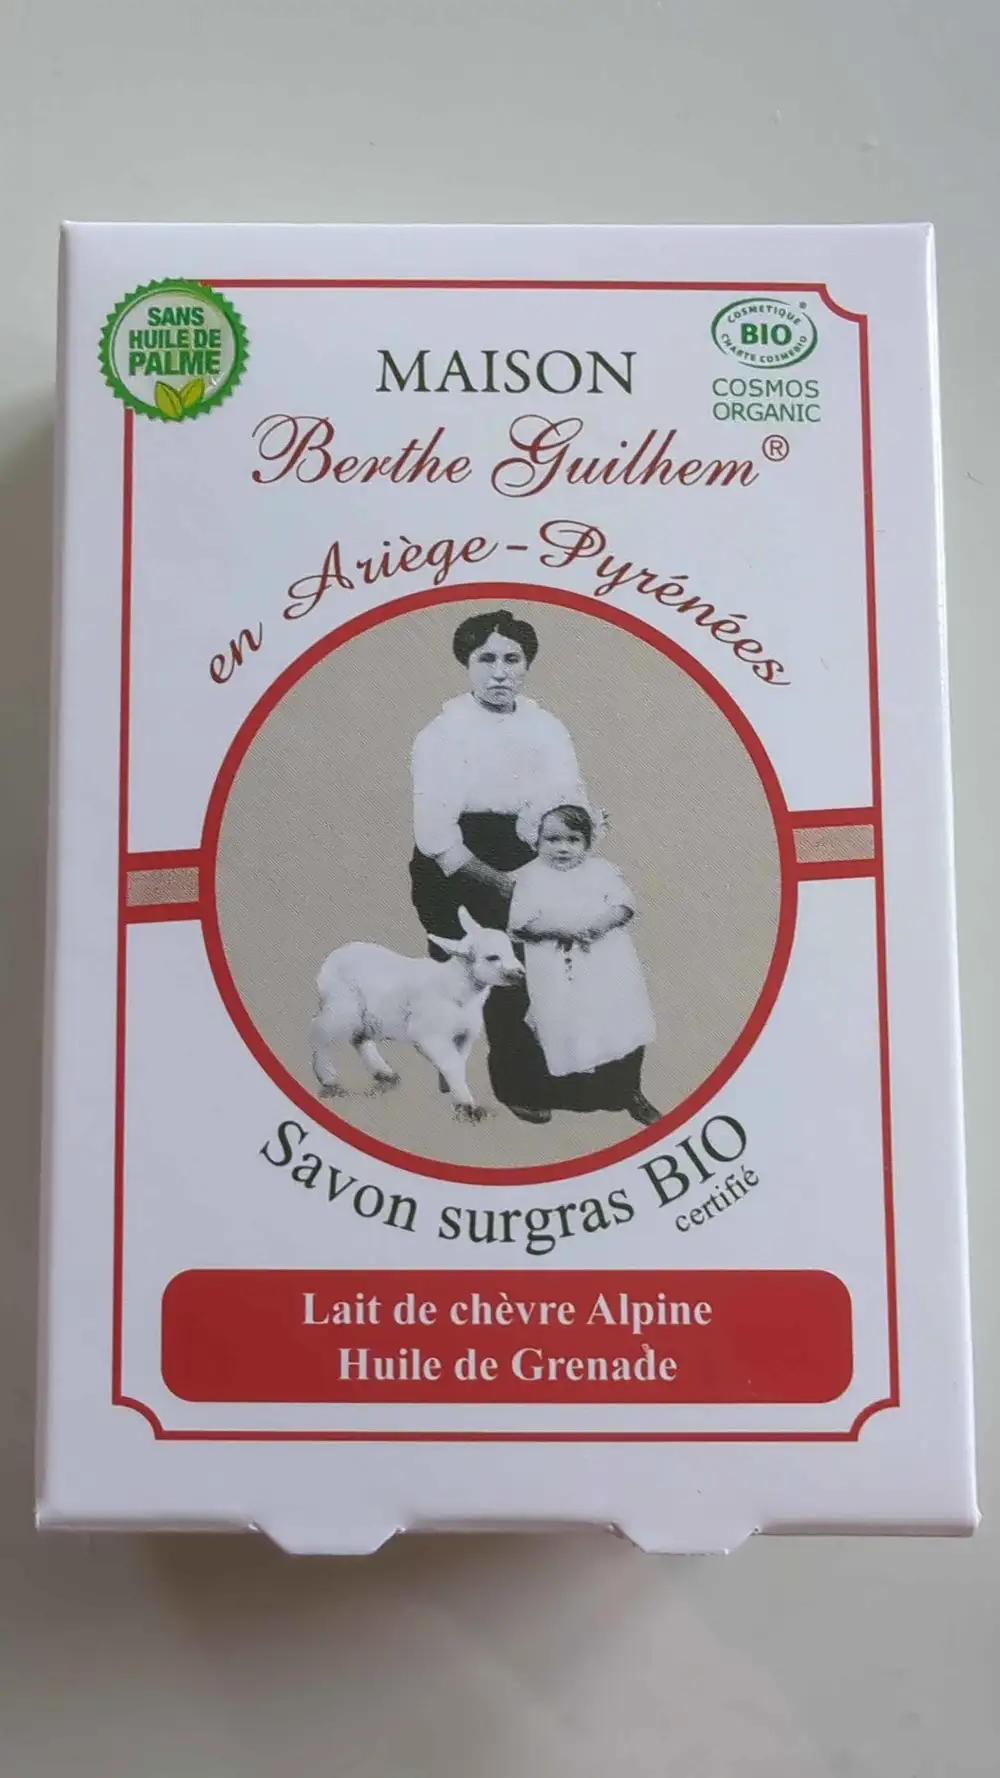 SANS
HUILE DE
PALME
COSMETIQUE ®
BIO
CHARTE COSMEBIO
COSMOS
ORGANIC
MAISON
Berthe Guilhem®
en Ariège-Pyrénées
Savon surgras BIO
certifié
Lait de chèvre Alpine
Huile de Grenade